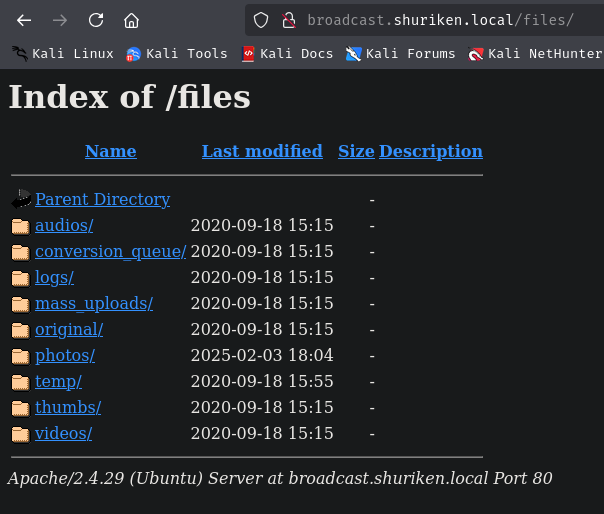 broadcast.shuriken.local/files/
Kali Linux Kali Tools Kali Docs Kali Forums Kali NetHunter
Index of /files
Name Last modified Size Description
Parent Directory -
audios/ 2020-09-18 15:15 -
conversion_queue/ 2020-09-18 15:15 -
logs/ 2020-09-18 15:15 -
mass_uploads/ 2020-09-18 15:15 -
original/ 2020-09-18 15:15 -
photos/ 2025-02-03 18:04 -
temp/ 2020-09-18 15:55 -
thumbs/ 2020-09-18 15:15 -
videos/ 2020-09-18 15:15 -
Apache/2.4.29 (Ubuntu) Server at broadcast.shuriken.local Port 80